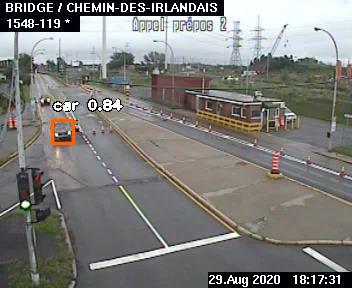 BRIDGE / CHEMIN-DES-IRLANDAIS
1548-119 *
Appel prépos 2
car 0.84
29.Aug 2020 18:17:31